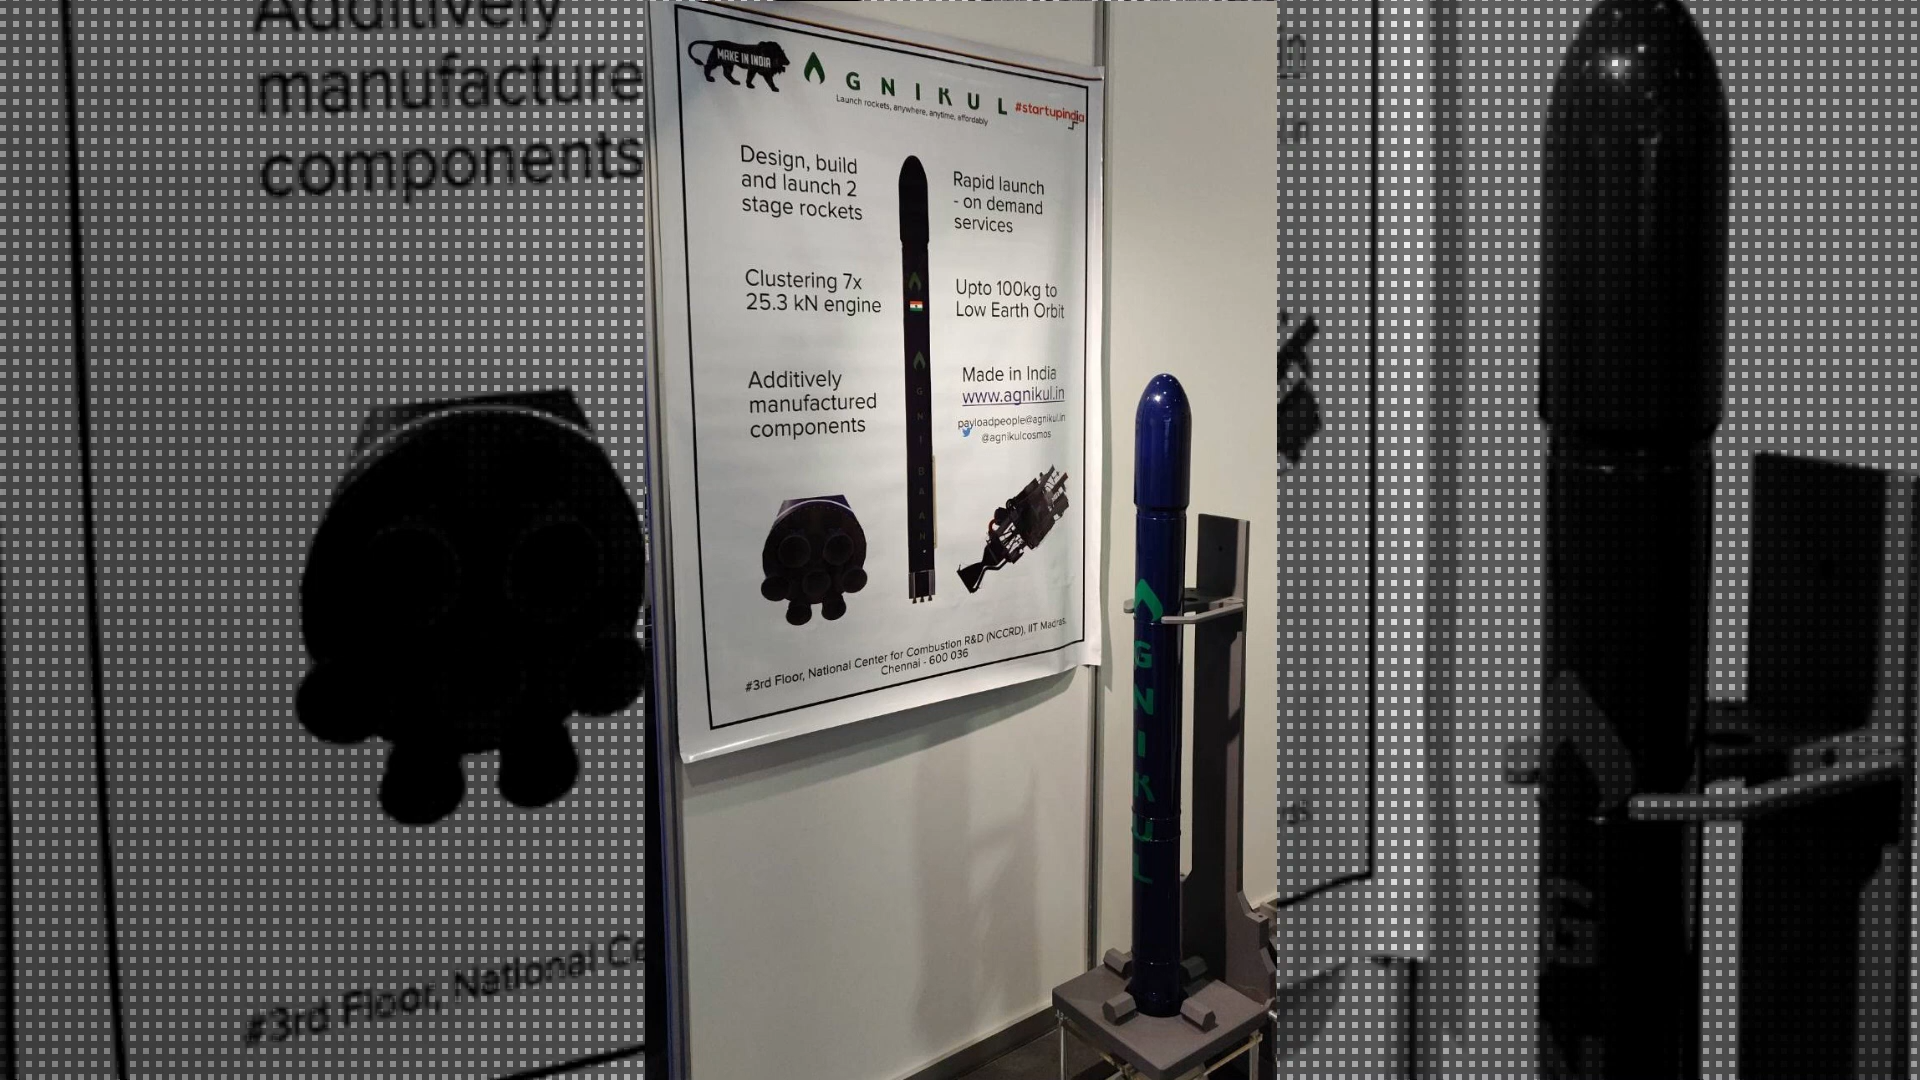 Additively
manufacture
components
#3rd Floor, National Ce
MAKE IN INDIA
AGNIKUL
Launch rockets, anywhere, anytime, affordably
#startupindia
Design, build
and launch 2
stage rockets
Clustering 7x
25.3 kN engine
Additively
manufactured
components
Rapid launch
- on demand
services
Upto 100kg to
Low Earth Orbit
Made in India
www.agnikul.in
payloadpeople@agnikul.in
@agnikulcosmos
AGNIBAAN
#3rd Floor, National Center for Combustion R&D (NCCRD), IIT Madras,
Chennai - 600 036
AGNIKUL